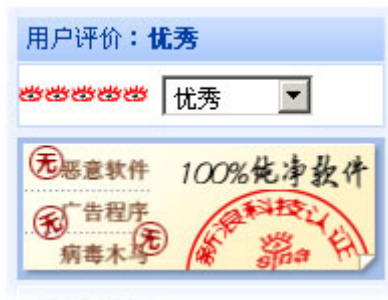 用户评价：优秀
优秀
无恶意软件
100%纯净软件
无广告程序
病毒木马无
新浪科技认证
sina